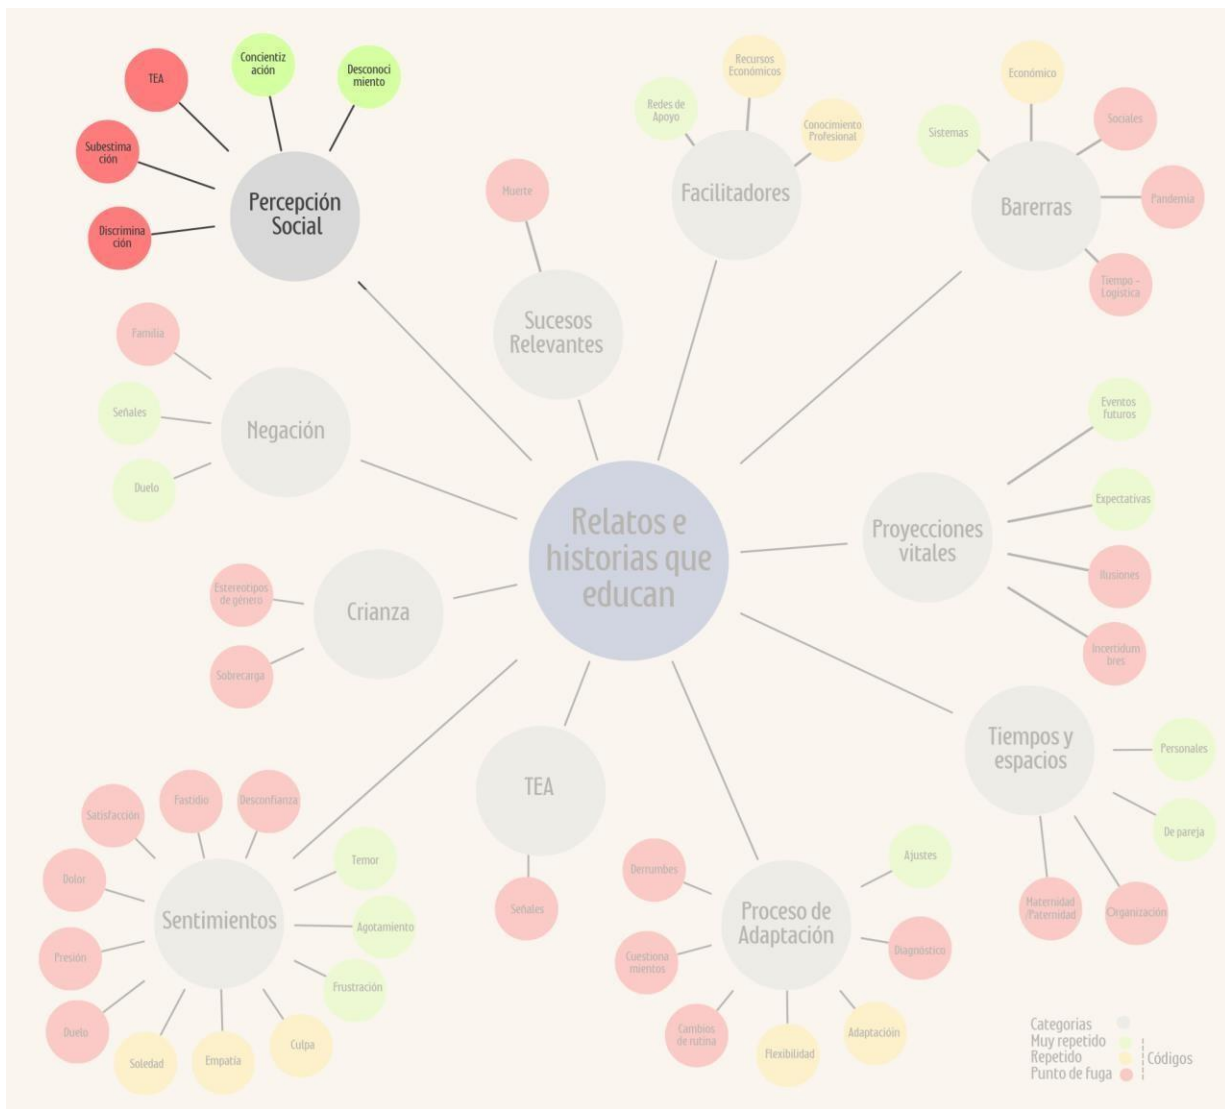 TEA
Concientiz
ación
Desconoci
miento
Subestima
ción
Discrimina
ción
Percepción
Social
Muerte
Sucesos
Relevantes
Redes de
Apoyo
Recursos
Económicos
Conocimiento
Profesional
Facilitadores
Económico
Sistemas
Sociales
Pandemia
Tiempo -
Logística
Barerras
Familia
Señales
Duelo
Negación
Relatos e
historias que
educan
Eventos
futuros
Expectativas
Ilusiones
Incertidum
bres
Proyecciones
vitales
Estereotipos
de género
Sobrecarga
Crianza
Tiempos y
espacios
Personales
De pareja
Maternidad
/Paternidad
Organización
TEA
Señales
Satisfacción
Fastidio
Desconfianza
Dolor
Temor
Presión
Agotamiento
Duelo
Frustración
Soledad
Empatía
Culpa
Sentimientos
Derrumbes
Ajustes
Cuestiona
mientos
Diagnóstico
Cambios
de rutina
Flexibilidad
Adaptacióin
Proceso de
Adaptación
Categorias
Muy repetido
Repetido
Punto de fuga
Códigos